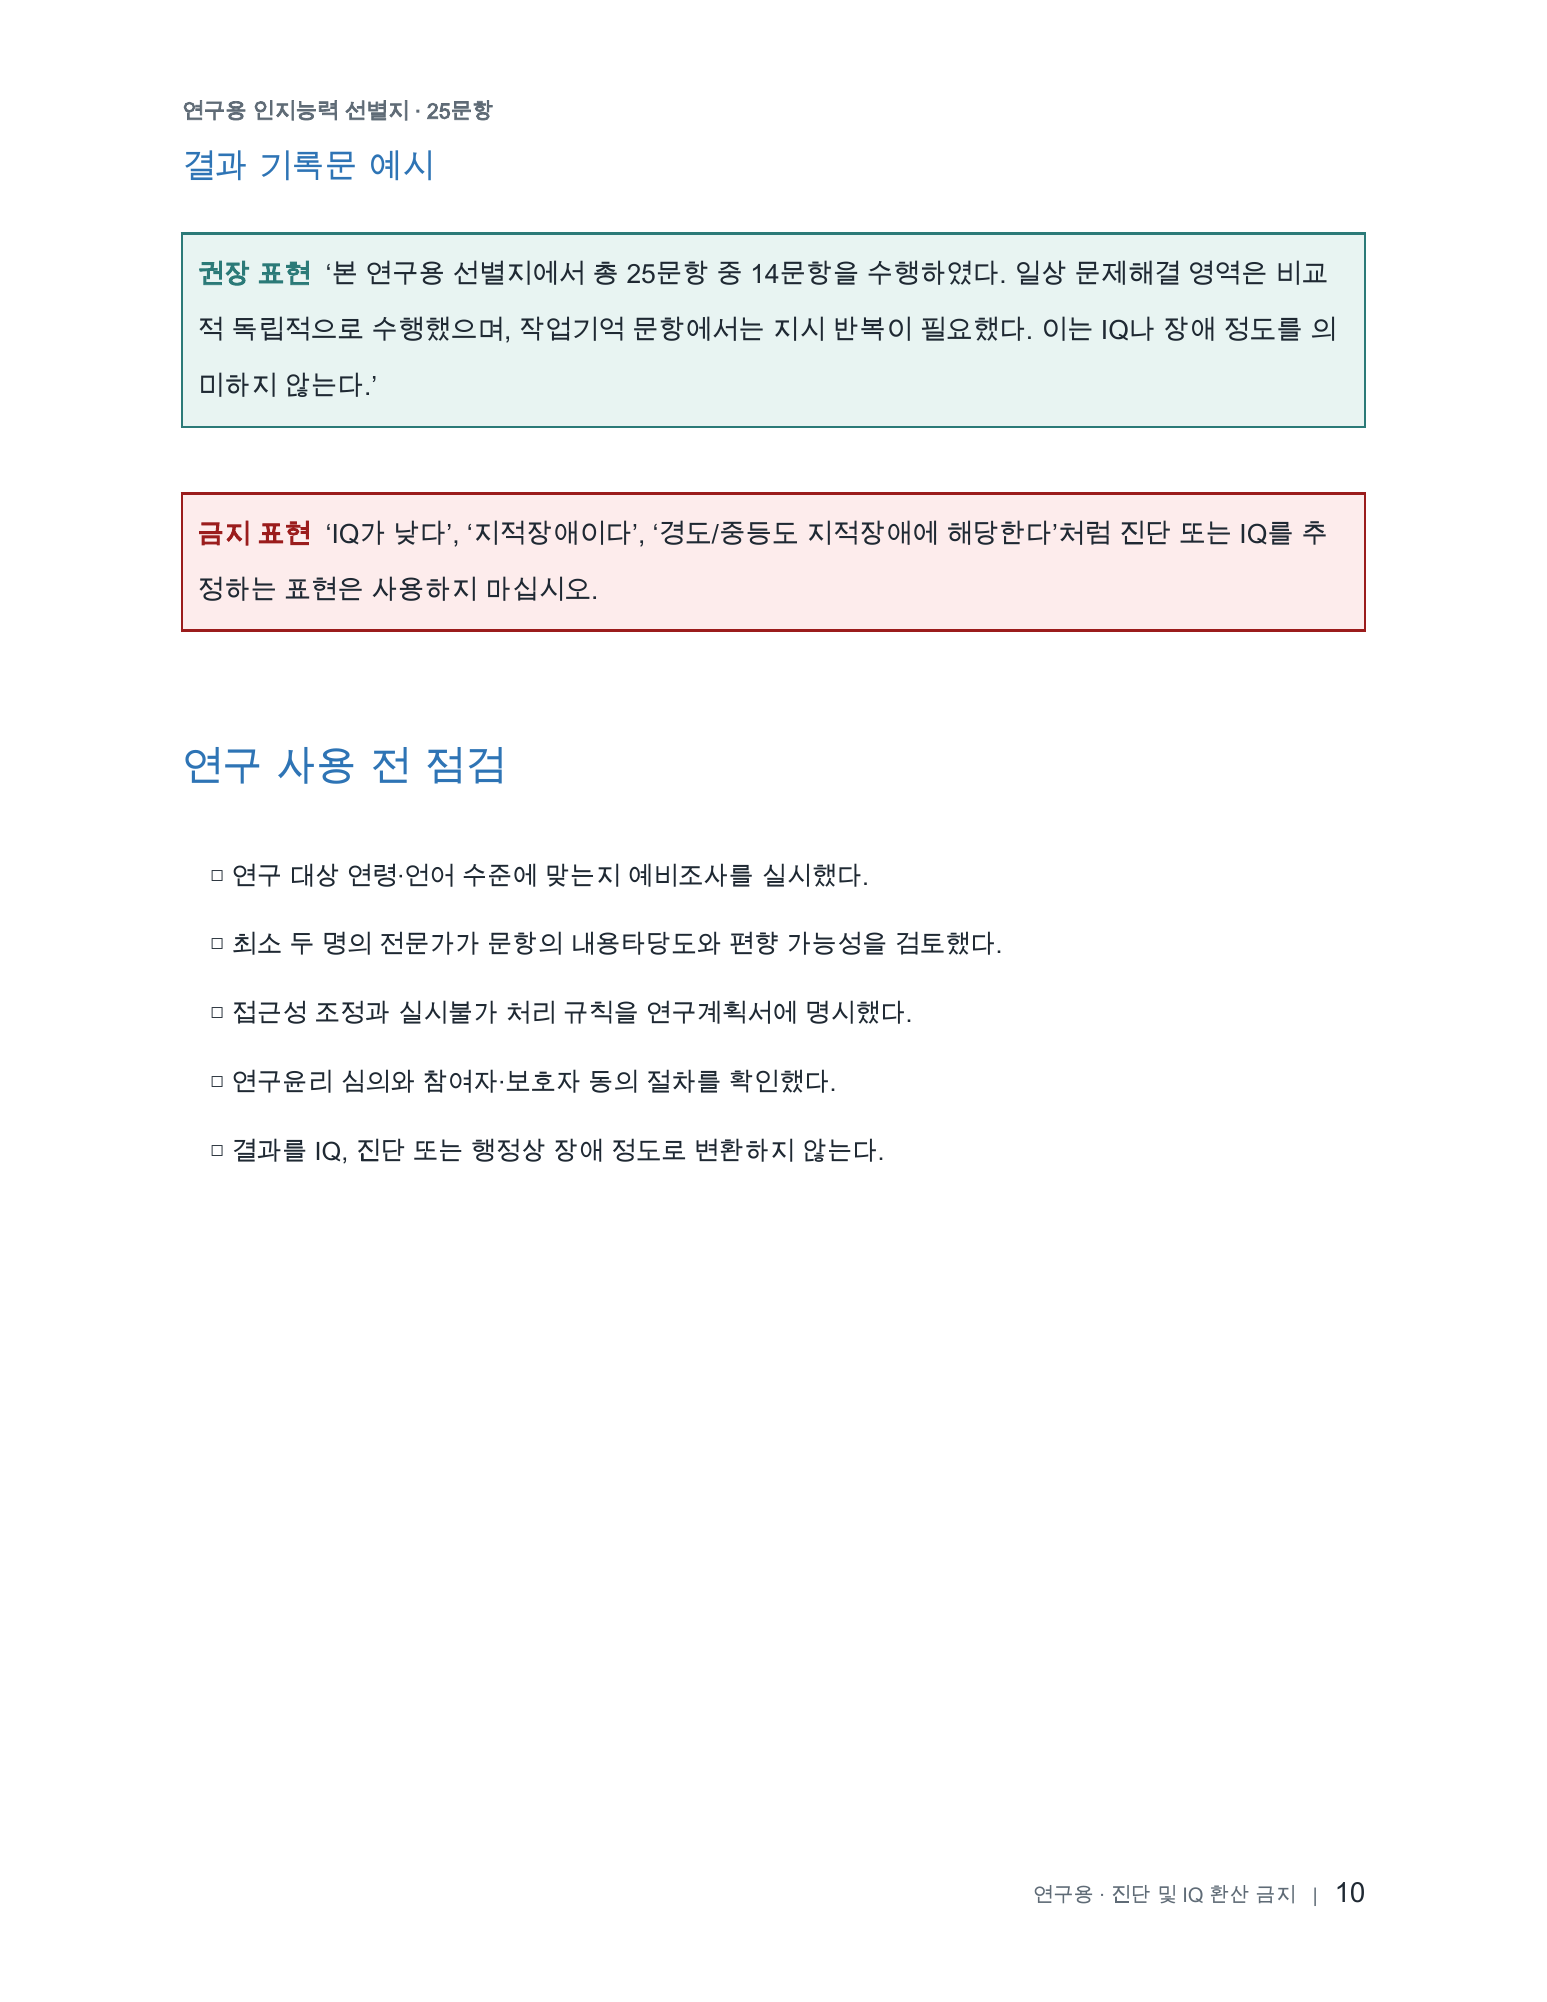 연구용 인지능력 선별지 · 25문항
결과 기록문 예시
권장 표현 ‘본 연구용 선별지에서 총 25문항 중 14문항을 수행하였다. 일상 문제해결 영역은 비교
적 독립적으로 수행했으며, 작업기억 문항에서는 지시 반복이 필요했다. 이는 IQ나 장애 정도를 의
미하지 않는다.’
금지 표현 ‘IQ가 낮다’, ‘지적장애이다’, ‘경도/중등도 지적장애에 해당한다’처럼 진단 또는 IQ를 추
정하는 표현은 사용하지 마십시오.
연구 사용 전 점검
□ 연구 대상 연령·언어 수준에 맞는지 예비조사를 실시했다.
□ 최소 두 명의 전문가가 문항의 내용타당도와 편향 가능성을 검토했다.
□ 접근성 조정과 실시불가 처리 규칙을 연구계획서에 명시했다.
□ 연구윤리 심의와 참여자·보호자 동의 절차를 확인했다.
□ 결과를 IQ, 진단 또는 행정상 장애 정도로 변환하지 않는다.
연구용 · 진단 및 IQ 환산 금지 | 10